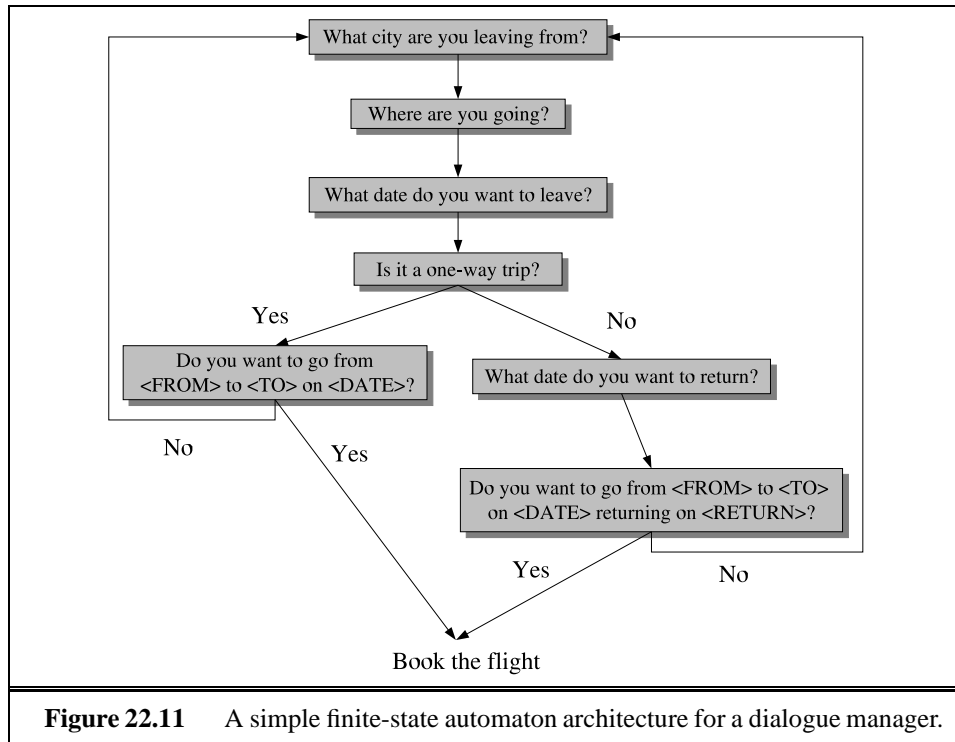 What city are you leaving from?
Where are you going?
What date do you want to leave?
Is it a one-way trip?
Yes
No
Do you want to go from
<FROM> to <TO> on <DATE>?
What date do you want to return?
No
Yes
Do you want to go from <FROM> to <TO>
on <DATE> returning on <RETURN>?
Yes
No
Book the flight
Figure 22.11 A simple finite-state automaton architecture for a dialogue manager.